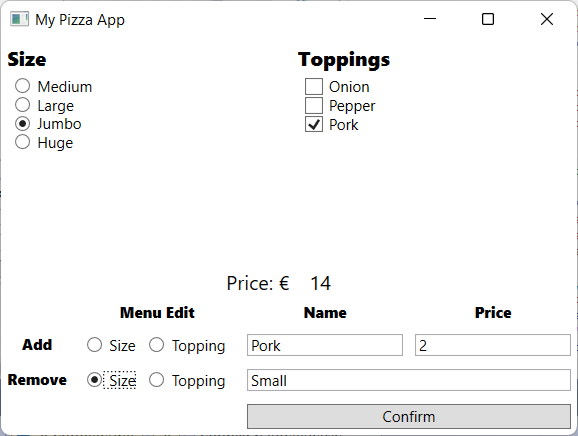 My Pizza App
Size Toppings
Medium Onion
Large Pepper
Jumbo Pork
Huge
Price: € 14
Menu Edit Name Price
Add Size Topping Pork 2
Remove Size Topping Small
Confirm